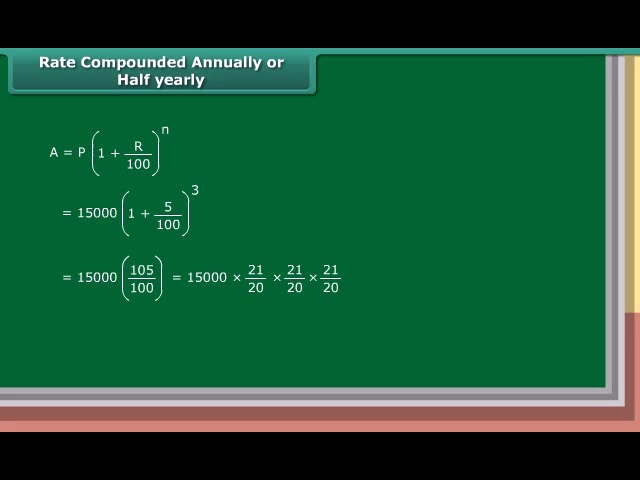 Rate Compounded Annually or
Half yearly
A = P (1 + R/100)^n
= 15000 (1 + 5/100)^3
= 15000 (105/100) = 15000 × 21/20 × 21/20 × 21/20